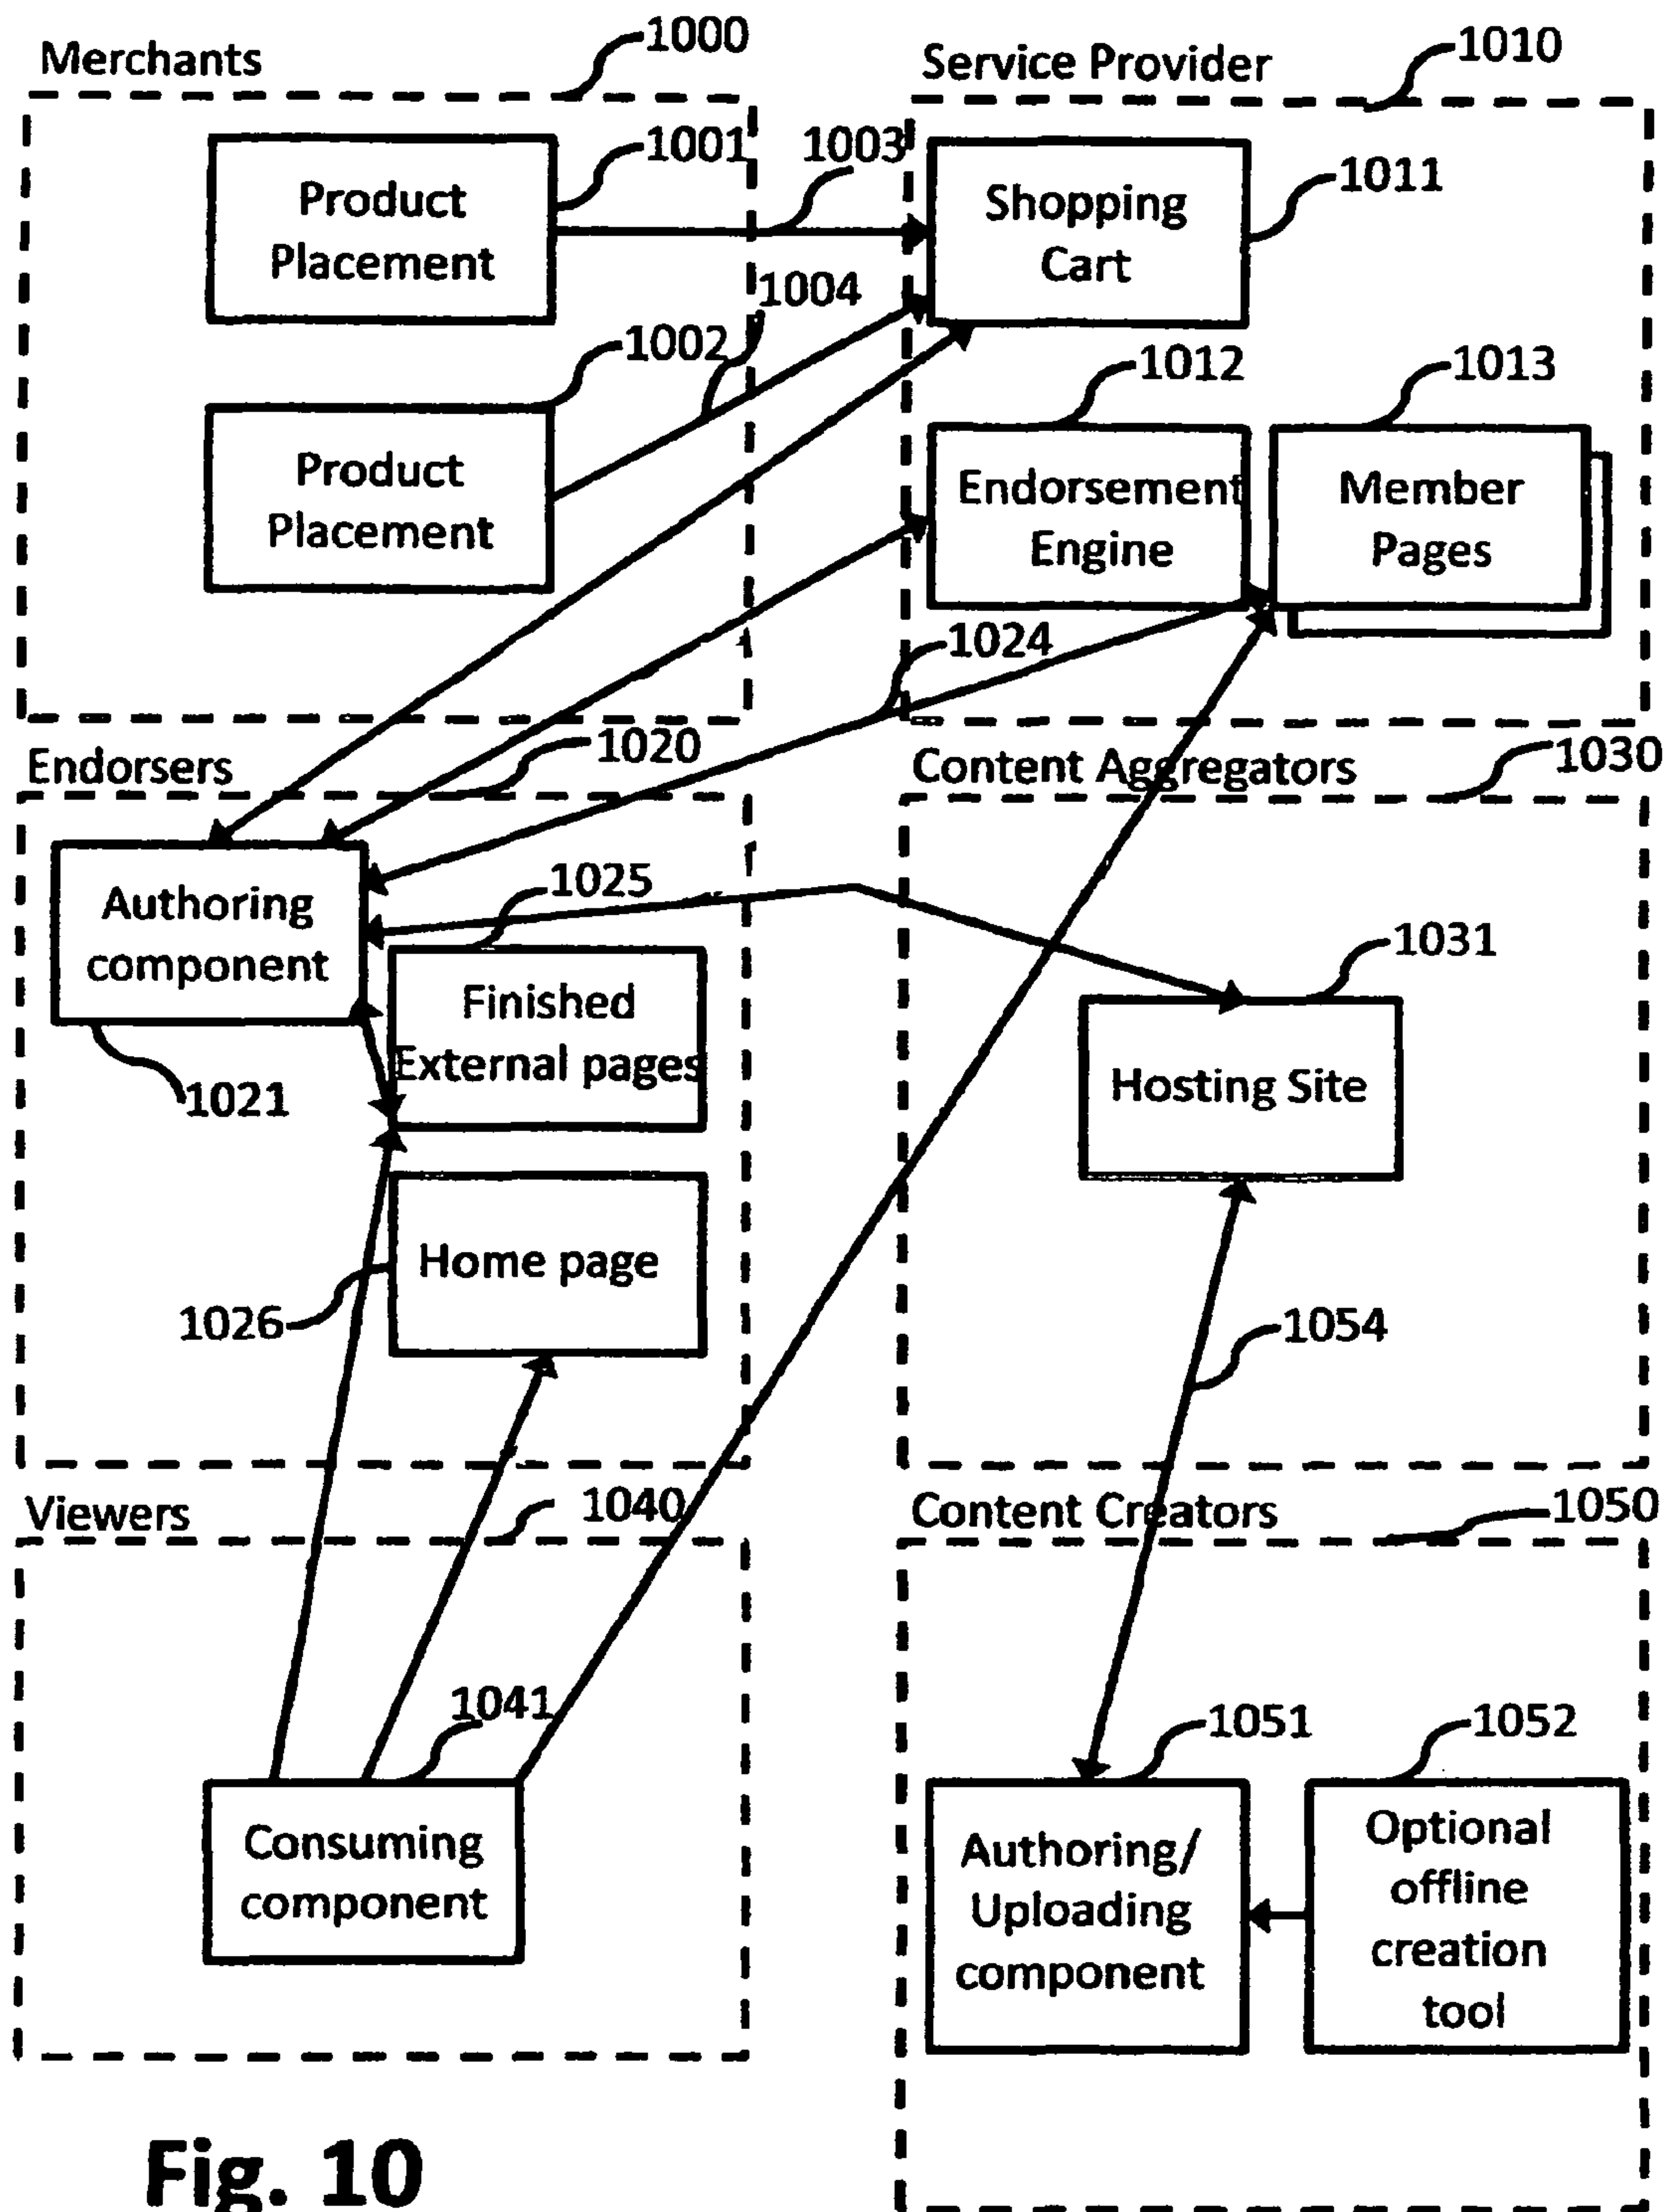 Merchants
1000
Service Provider
1010
Product
Placement
1001
1003
Shopping
Cart
1011
1004
Product
Placement
1002
1012
Endorsement
Engine
1013
Member
Pages
1024
Endorsers
1020
Content Aggregators
1030
Authoring
component
1021
1025
Finished
External pages
1031
Hosting Site
Home page
1026
1054
Viewers
1040
Content Creators
1050
1041
Consuming
component
1051
Authoring/
Uploading
component
1052
Optional
offline
creation
tool
Fig. 10